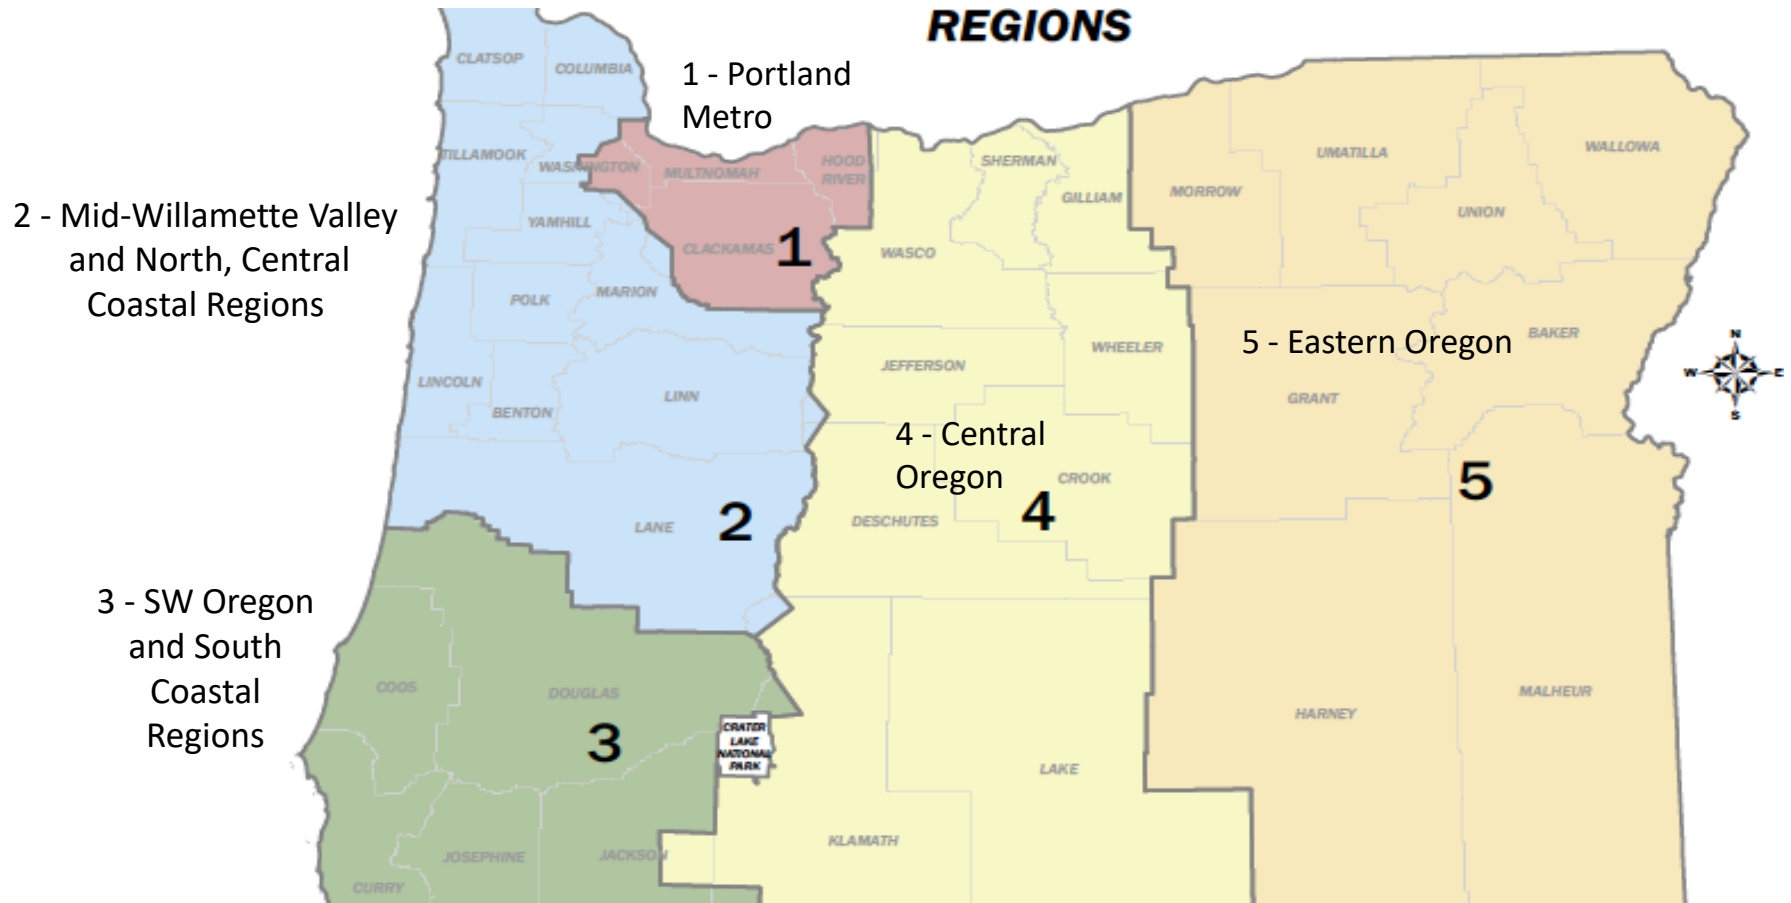 REGIONS
CLATSOP
COLUMBIA
1 - Portland
Metro
TILLAMOOK
WASHINGTON
MULTNOMAH
HOOD
RIVER
SHERMAN
GILLIAM
MORROW
UMATILLA
WALLOWA
UNION
2 - Mid-Willamette Valley
and North, Central
Coastal Regions
YAMHILL
CLACKAMAS
1
WASCO
POLK
MARION
5 - Eastern Oregon
BAKER
WHEELER
JEFFERSON
GRANT
N
W
E
S
LINCOLN
BENTON
LINN
4 - Central
Oregon
CROOK
4
DESCHUTES
5
LANE
2
3 - SW Oregon
and South
Coastal
Regions
COOS
DOUGLAS
3
CRATER
LAKE
NATIONAL
PARK
HARNEY
MALHEUR
LAKE
KLAMATH
JOSEPHINE
JACKSON
CURRY